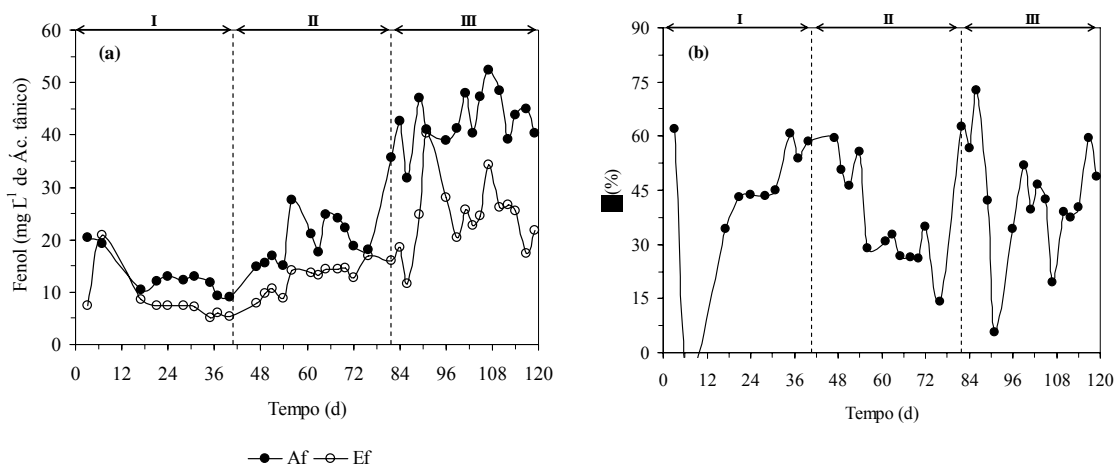 I II III
(a)
Fenol (mg L⁻¹ de Ác. tânico)
60
50
40
30
20
10
0
0 12 24 36 48 60 72 84 96 108 120
Tempo (d)
Af Ef
I II III
(b)
(%)
90
75
60
45
30
15
0
0 12 24 36 48 60 72 84 96 108 120
Tempo (d)